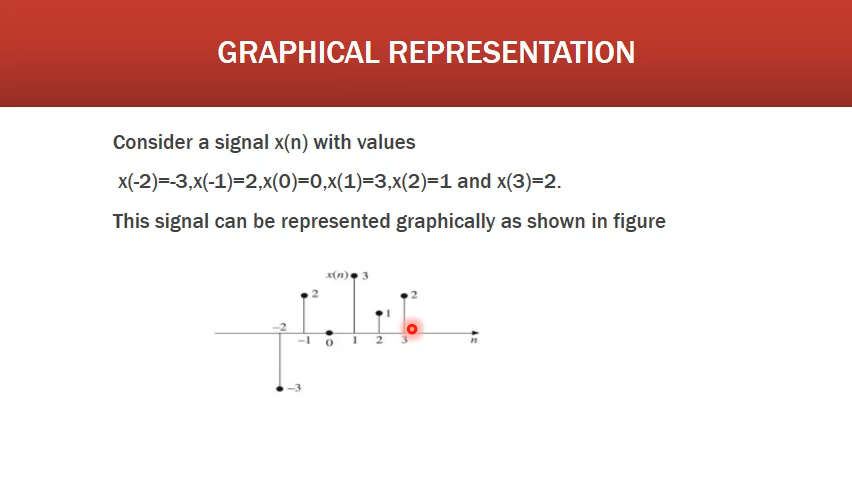 GRAPHICAL REPRESENTATION
Consider a signal x(n) with values
x(-2)=-3,x(-1)=2,x(0)=0,x(1)=3,x(2)=1 and x(3)=2.
This signal can be represented graphically as shown in figure
x(n) 3
2 2
1
−2
−1 0 1 2 3 n
−3